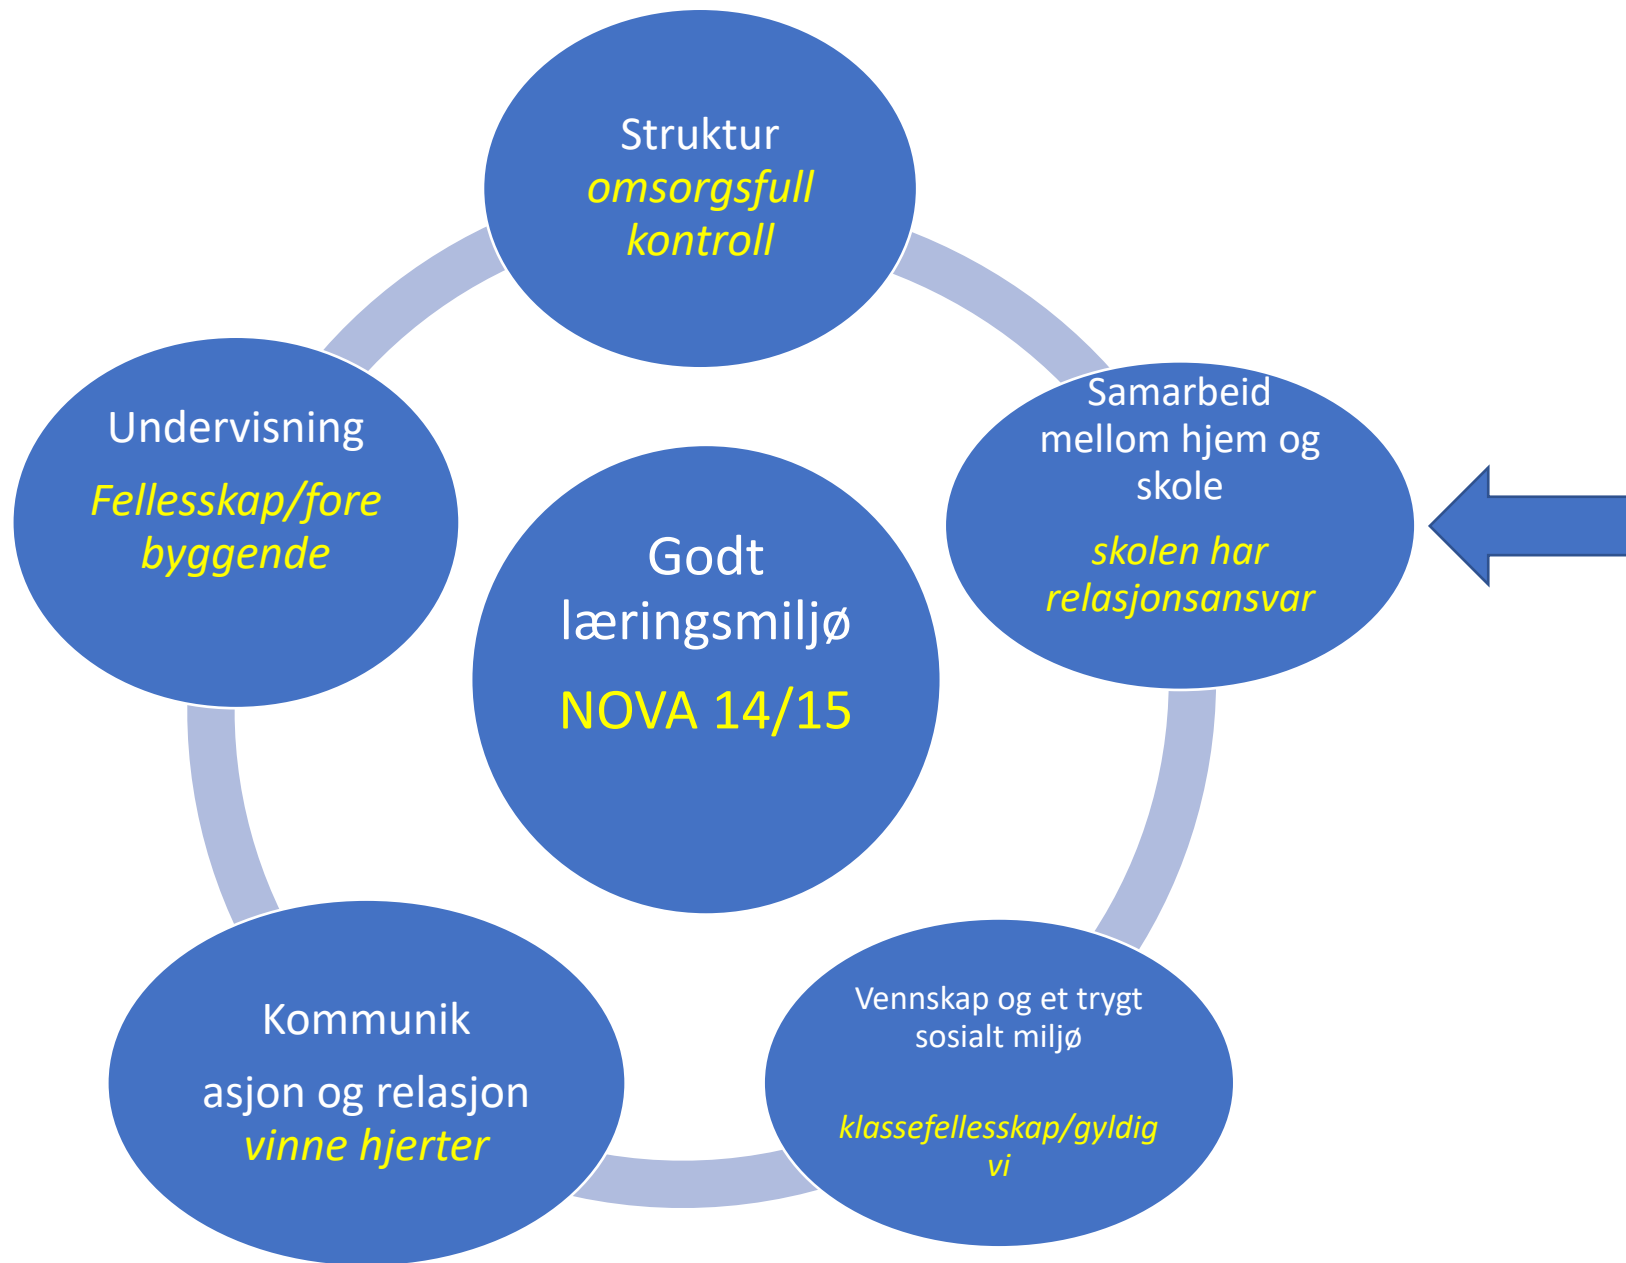 Struktur
omsorgsfull
kontroll
Samarbeid
mellom hjem og
skole
skolen har
relasjonsansvar
Undervisning
Fellesskap/fore
byggende
Godt
læringsmiljø
NOVA 14/15
Kommunik
asjon og relasjon
vinne hjerter
Vennskap og et trygt
sosialt miljø
klassefellesskap/gyldig
vi